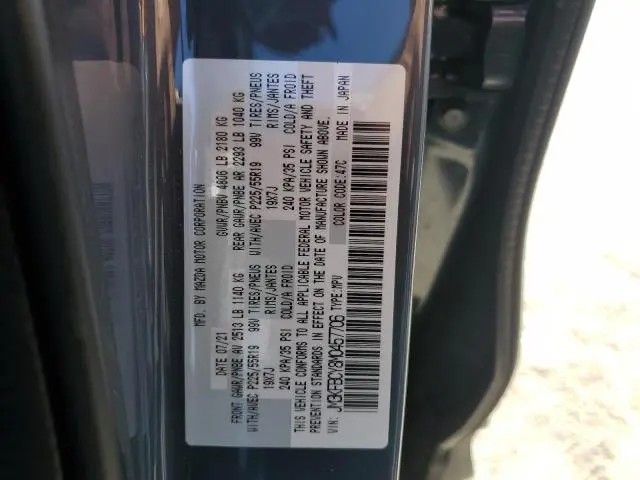 MFD. BY MAZDA MOTOR CORPORATION
DATE 07/21 GVWR/PNBV 4806 LB 2180 KG
FRONT GAWR/PNBE AV 2513 LB 1140 KG REAR GAWR/PNBE AR 2293 LB 1040 KG
WITH/AVEC P225/55R19 99V TIRES/PNEUS WITH/AVEC P225/55R19 99V TIRES/PNEUS
19X7J RIMS/JANTES 19X7J RIMS/JANTES
240 KPA/35 PSI COLD/A FROID 240 KPA/35 PSI COLD/A FROID
THIS VEHICLE CONFORMS TO ALL APPLICABLE FEDERAL MOTOR VEHICLE SAFETY AND THEFT
PREVENTION STANDARDS IN EFFECT ON THE DATE OF MANUFACTURE SHOWN ABOVE.
VIN: JM3KFBCY8M0457706 TYPE:MPV COLOR CODE:47C MADE IN JAPAN